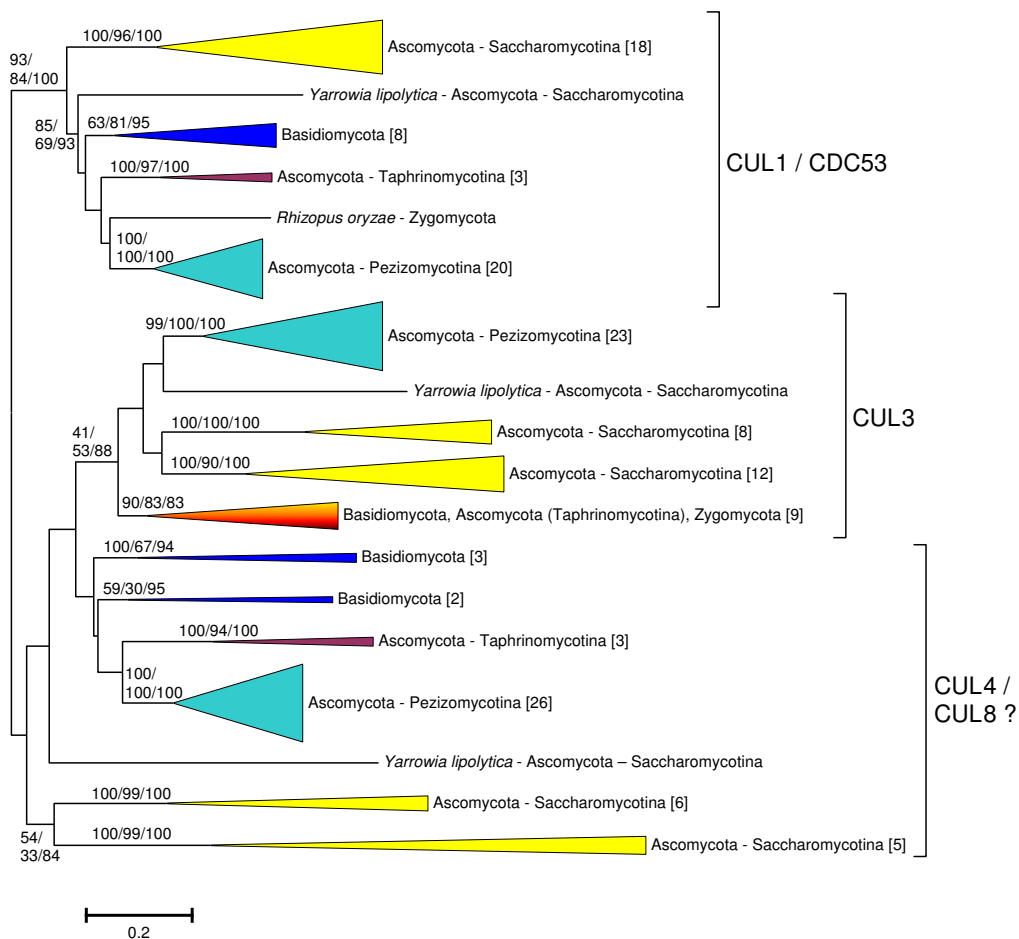 93/
84/100
100/96/100
Ascomycota - Saccharomycotina [18]
Yarrowia lipolytica - Ascomycota - Saccharomycotina
85/
69/93
63/81/95
Basidiomycota [8]
100/97/100
Ascomycota - Taphrinomycotina [3]
Rhizopus oryzae - Zygomycota
100/
100/100
Ascomycota - Pezizomycotina [20]
CUL1 / CDC53
99/100/100
Ascomycota - Pezizomycotina [23]
Yarrowia lipolytica - Ascomycota - Saccharomycotina
41/
53/88
100/100/100
Ascomycota - Saccharomycotina [8]
100/90/100
Ascomycota - Saccharomycotina [12]
90/83/83
Basidiomycota, Ascomycota (Taphrinomycotina), Zygomycota [9]
CUL3
100/67/94
Basidiomycota [3]
59/30/95
Basidiomycota [2]
100/94/100
Ascomycota - Taphrinomycotina [3]
100/
100/100
Ascomycota - Pezizomycotina [26]
Yarrowia lipolytica - Ascomycota – Saccharomycotina
100/99/100
Ascomycota - Saccharomycotina [6]
54/
33/84
100/99/100
Ascomycota - Saccharomycotina [5]
CUL4 /
CUL8 ?
0.2